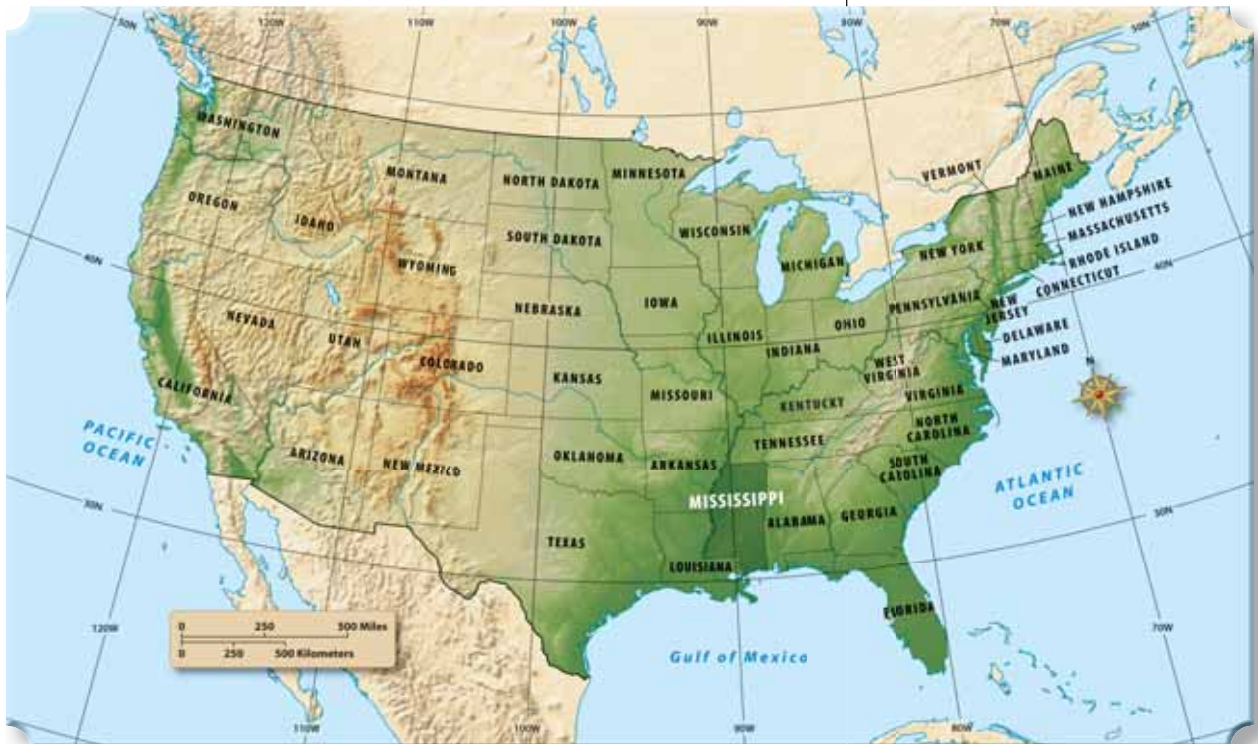 50N
120W
110W
100W
90W
80W
70W
50N
WASHINGTON
MONTANA
NORTH DAKOTA
MINNESOTA
VERMONT
MAINE
OREGON
IDAHO
SOUTH DAKOTA
WISCONSIN
NEW HAMPSHIRE
MASSACHUSETTS
WYOMING
MICHIGAN
NEW YORK
RHODE ISLAND
CONNECTICUT
40N
40N
NEBRASKA
IOWA
PENNSYLVANIA
NEW
JERSEY
NEVADA
UTAH
COLORADO
ILLINOIS
INDIANA
OHIO
DELAWARE
MARYLAND
WEST
VIRGINIA
N
CALIFORNIA
KANSAS
MISSOURI
KENTUCKY
VIRGINIA
NORTH
CAROLINA
PACIFIC
OCEAN
ARIZONA
NEW MEXICO
OKLAHOMA
ARKANSAS
TENNESSEE
SOUTH
CAROLINA
ATLANTIC
OCEAN
30N
MISSISSIPPI
ALABAMA
GEORGIA
30N
TEXAS
LOUISIANA
FLORIDA
0 250 500 Miles
0 250 500 Kilometers
120W
Gulf of Mexico
70W
110W
100W
90W
80W